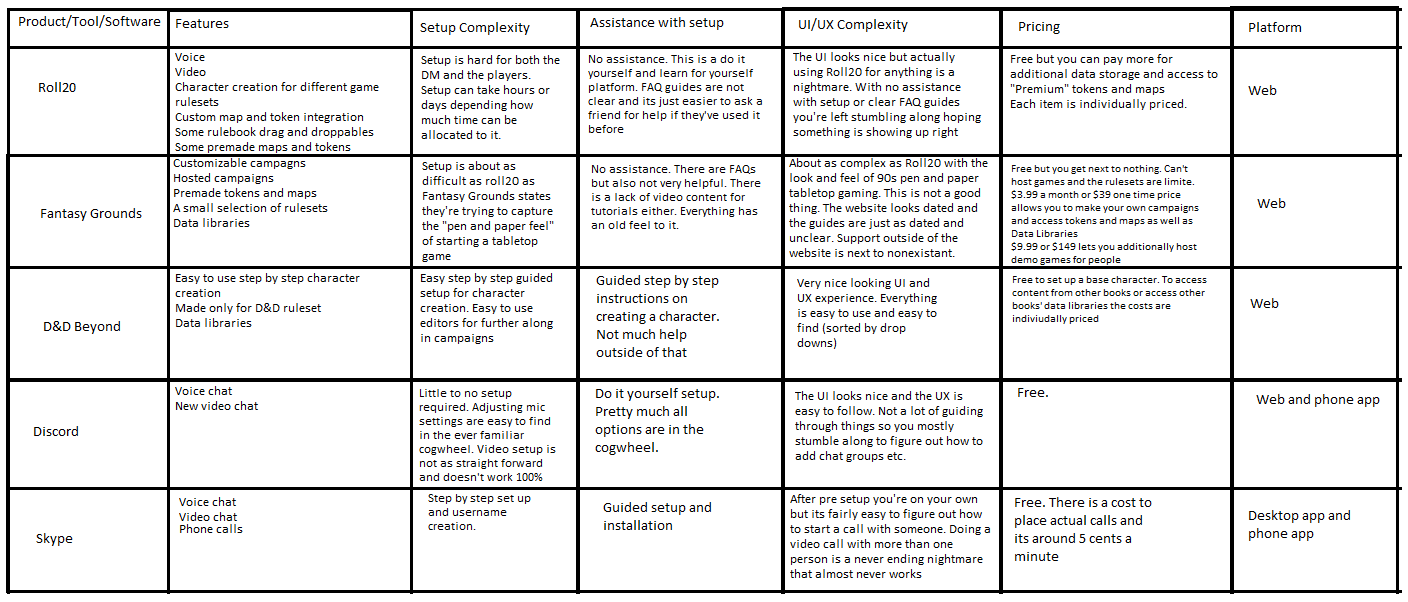 Product/Tool/Software
Features
Setup Complexity
Assistance with setup
UI/UX Complexity
Pricing
Platform
Roll20
Voice
Video
Character creation for different game
rulesets
Custom map and token integration
Some rulebook drag and droppables
Some premade maps and tokens
Setup is hard for both the
DM and the players.
Setup can take hours or
days depending how
much time can be
allocated to it.
No assistance. This is a do it
yourself and learn for yourself
platform. FAQ guides are not
clear and its just easier to ask a
friend for help if they've used it
before
The UI looks nice but actually
using Roll20 for anything is a
nightmare. With no assistance
with setup or clear FAQ guides
you're left stumbling along hoping
something is showing up right
Free but you can pay more for
additional data storage and access to
"Premium" tokens and maps
Each item is individually priced.
Web
Fantasy Grounds
Customizable campagns
Hosted campaigns
Premade tokens and maps
A small selection of rulesets
Data libraries
Setup is about as
difficult as roll20 as
Fantasy Grounds states
they're trying to capture
the "pen and paper feel"
of starting a tabletop
game
No assistance. There are FAQs
but also not very helpful. There
is a lack of video content for
tutorials either. Everything has
an old feel to it.
About as complex as Roll20 with the
look and feel of 90s pen and paper
tabletop gaming. This is not a good
thing. The website looks dated and
the guides are just as dated and
unclear. Support outside of the
website is next to nonexistant.
Free but you get next to nothing. Can't
host games and the rulesets are limite.
$3.99 a month or $39 one time price
allows you to make your own campaigns
and access tokens and maps as well as
Data Libraries
$9.99 or $149 lets you additionally host
demo games for people
Web
D&D Beyond
Easy to use step by step character
creation
Made only for D&D ruleset
Data libraries
Easy step by step guided
setup for character
creation. Easy to use
editors for further along
in campaigns
Guided step by step
instructions on
creating a character.
Not much help
outside of that
Very nice looking UI and
UX experience. Everything
is easy to use and easy to
find (sorted by drop
downs)
Free to set up a base character. To access
content from other books or access other
books' data libraries the costs are
indiviudally priced
Web
Discord
Voice chat
New video chat
Little to no setup
required. Adjusting mic
settings are easy to find
in the ever familiar
cogwheel. Video setup is
not as straight forward
and doesn't work 100%
Do it yourself setup.
Pretty much all
options are in the
cogwheel.
The UI looks nice and the UX is
easy to follow. Not a lot of guiding
through things so you mostly
stumble along to figure out how to
add chat groups etc.
Free.
Web and phone app
Skype
Voice chat
Video chat
Phone calls
Step by step set up
and username
creation.
Guided setup and
installation
After pre setup you're on your own
but its fairly easy to figure out how
to start a call with someone. Doing a
video call with more than one
person is a never ending nightmare
that almost never works
Free. There is a cost to
place actual calls and
its around 5 cents a
minute
Desktop app and
phone app